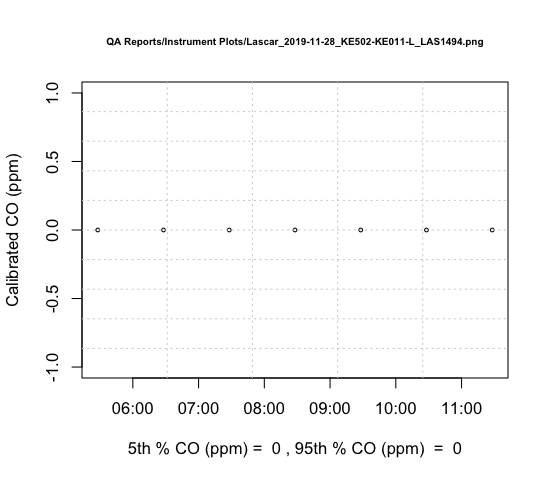 QA Reports/Instrument Plots/Lascar_2019-11-28_KE502-KE011-L_LAS1494.png
Calibrated CO (ppm)
1.0
0.5
0.0
-0.5
-1.0
06:00 07:00 08:00 09:00 10:00 11:00
5th % CO (ppm) = 0 , 95th % CO (ppm) = 0